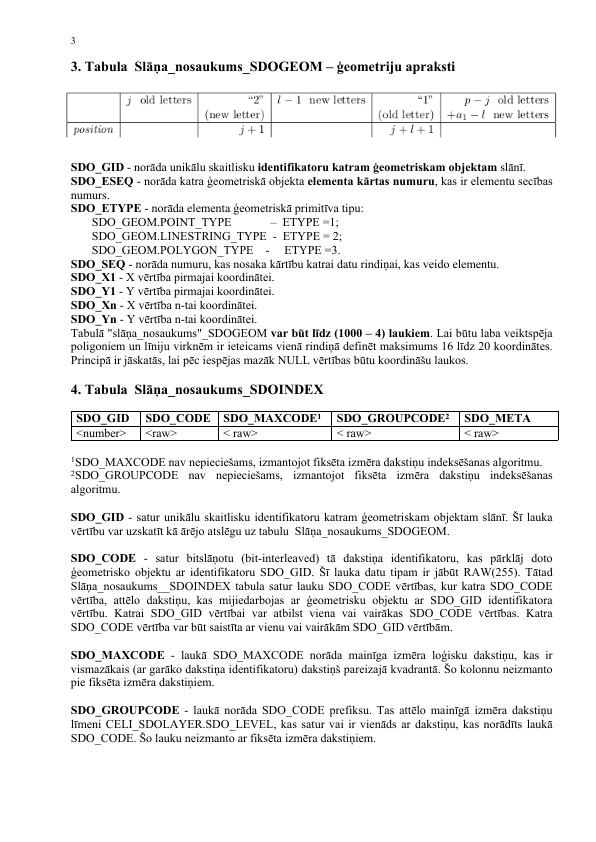 3
3. Tabula Slāņa_nosaukums_SDOGEOM – ģeometriju apraksti
j old letters "2" l − 1 new letters "1" p − j old letters
(new letter) (old letter) +a₁ − l new letters
position j + 1 j + l + 1
SDO_GID - norāda unikālu skaitlisku identifikatoru katram ģeometriskam objektam slānī.
SDO_ESEQ - norāda katra ģeometriskā objekta elementa kārtas numuru, kas ir elementu secības
numurs.
SDO_ETYPE - norāda elementa ģeometriskā primitīva tipu:
SDO_GEOM.POINT_TYPE – ETYPE =1;
SDO_GEOM.LINESTRING_TYPE - ETYPE = 2;
SDO_GEOM.POLYGON_TYPE - ETYPE =3.
SDO_SEQ - norāda numuru, kas nosaka kārtību katrai datu rindiņai, kas veido elementu.
SDO_X1 - X vērtība pirmajai koordinātei.
SDO_Y1 - Y vērtība pirmajai koordinātei.
SDO_Xn - X vērtība n-tai koordinātei.
SDO_Yn - Y vērtība n-tai koordinātei.
Tabulā "slāņa_nosaukums"_SDOGEOM var būt līdz (1000 – 4) laukiem. Lai būtu laba veiktspēja
poligoniem un līniju virknēm ir ieteicams vienā rindiņā definēt maksimums 16 līdz 20 koordinātes.
Principā ir jāskatās, lai pēc iespējas mazāk NULL vērtības būtu koordināšu laukos.
4. Tabula Slāņa_nosaukums_SDOINDEX
SDO_GID SDO_CODE SDO_MAXCODE¹ SDO_GROUPCODE² SDO_META
<number> <raw> < raw> < raw> < raw>
¹SDO_MAXCODE nav nepieciešams, izmantojot fiksēta izmēra dakstiņu indeksēšanas algoritmu.
²SDO_GROUPCODE nav nepieciešams, izmantojot fiksēta izmēra dakstiņu indeksēšanas
algoritmu.
SDO_GID - satur unikālu skaitlisku identifikatoru katram ģeometriskam objektam slānī. Šī lauka
vērtību var uzskatīt kā ārējo atslēgu uz tabulu Slāņa_nosaukums_SDOGEOM.
SDO_CODE - satur bitslāņotu (bit-interleaved) tā dakstiņa identifikatoru, kas pārklāj doto
ģeometrisko objektu ar identifikatoru SDO_GID. Šī lauka datu tipam ir jābūt RAW(255). Tātad
Slāņa_nosaukums__SDOINDEX tabula satur lauku SDO_CODE vērtības, kur katra SDO_CODE
vērtība, attēlo dakstiņu, kas mijiedarbojas ar ģeometrisku objektu ar SDO_GID identifikatora
vērtību. Katrai SDO_GID vērtībai var atbilst viena vai vairākas SDO_CODE vērtības. Katra
SDO_CODE vērtība var būt saistīta ar vienu vai vairākām SDO_GID vērtībām.
SDO_MAXCODE - laukā SDO_MAXCODE norāda mainīga izmēra loģisku dakstiņu, kas ir
vismazākais (ar garāko dakstiņa identifikatoru) dakstiņš pareizajā kvadrantā. Šo kolonnu neizmanto
pie fiksēta izmēra dakstiņiem.
SDO_GROUPCODE - laukā norāda SDO_CODE prefiksu. Tas attēlo mainīgā izmēra dakstiņu
līmeni CELI_SDOLAYER.SDO_LEVEL, kas satur vai ir vienāds ar dakstiņu, kas norādīts laukā
SDO_CODE. Šo lauku neizmanto ar fiksēta izmēra dakstiņiem.